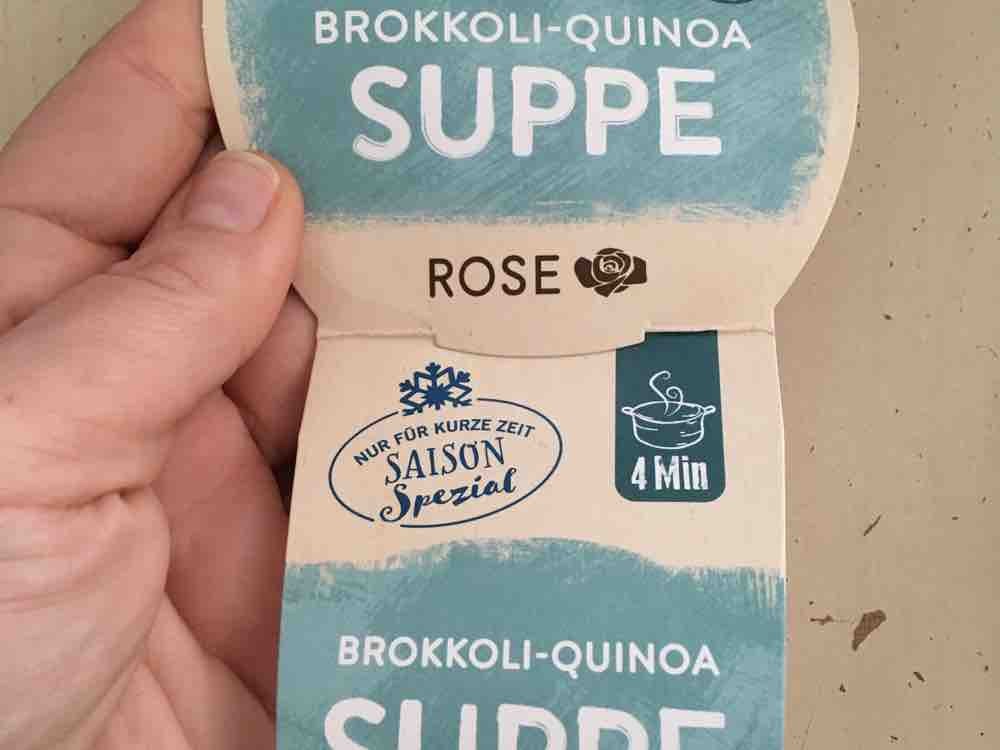 BROKKOLI-QUINOA
SUPPE
ROSE
NUR FÜR KURZE ZEIT
SAISON
Spezial
4 Min
BROKKOLI-QUINOA
SUPPE